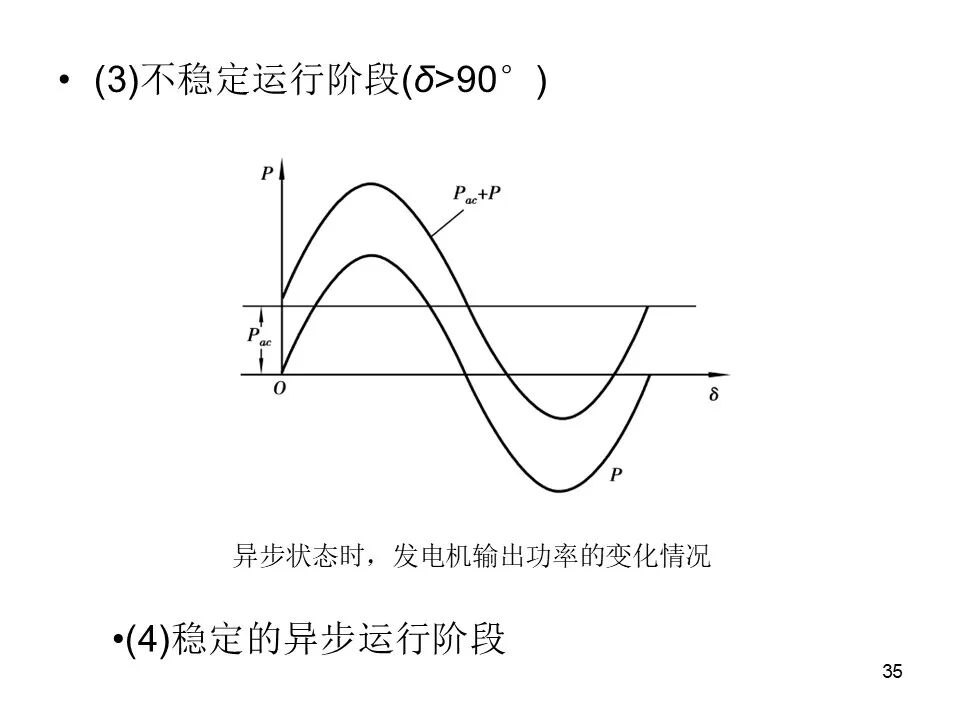 • (3)不稳定运行阶段(δ>90°)
P
Pac+P
Pac
O
δ
P
异步状态时，发电机输出功率的变化情况
•(4)稳定的异步运行阶段
35